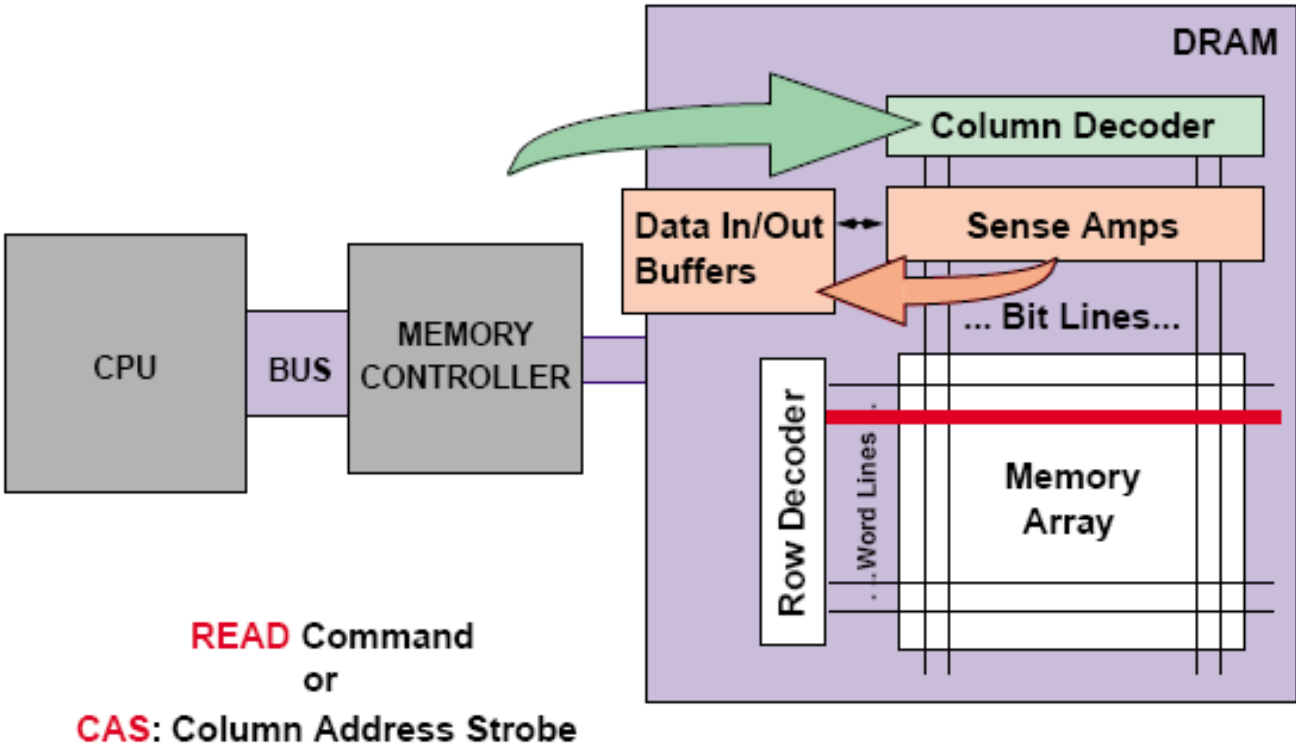 DRAM
Column Decoder
Data In/Out
Buffers
Sense Amps
... Bit Lines...
CPU
BUS
MEMORY
CONTROLLER
Row Decoder
...Word Lines ...
Memory
Array
READ Command
or
CAS: Column Address Strobe